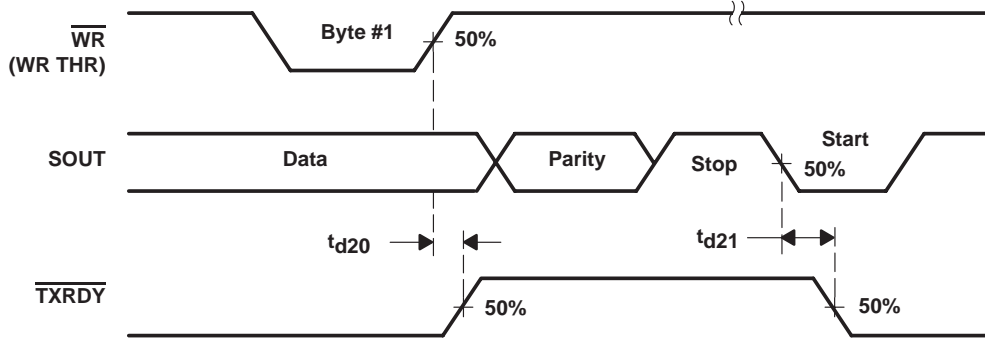 WR
(WR THR)
Byte #1
50%
SOUT
Data
Parity
Stop
Start
50%
td20
td21
TXRDY
50%
50%